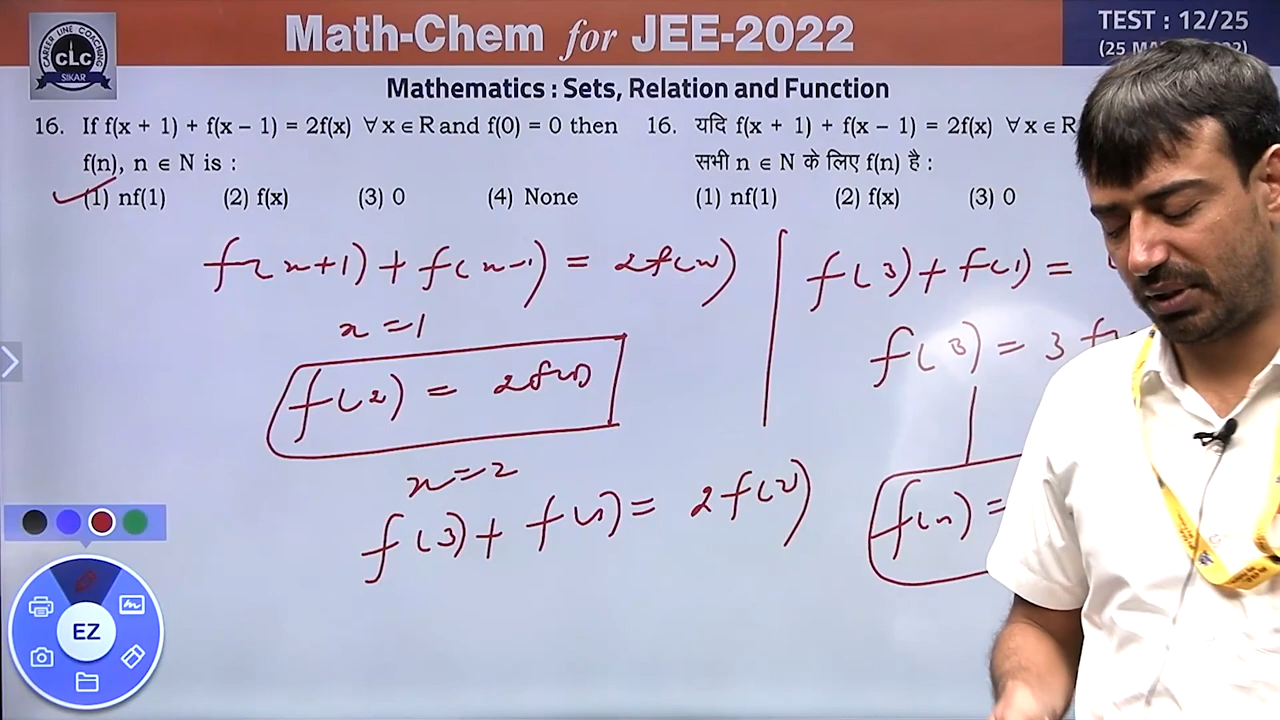 CAREER LINE COACHING
CLC
SIKAR
Math-Chem for JEE-2022
TEST : 12/25
(25 MA
Mathematics : Sets, Relation and Function
16. If f(x + 1) + f(x – 1) = 2f(x) ∀ x ∈ R and f(0) = 0 then
f(n), n ∈ N is :
(1) nf(1) (2) f(x) (3) 0 (4) None
16. यदि f(x + 1) + f(x – 1) = 2f(x) ∀ x ∈ R
सभी n ∈ N के लिए f(n) है :
(1) nf(1) (2) f(x) (3) 0
f(x+1) + f(x-1) = 2f(x)
x = 1
f(2) = 2f(1)
x = 2
f(3) + f(1) = 2f(2)
f(3) + f(1) =
f(3) = 3 f
f(n) =
EZ